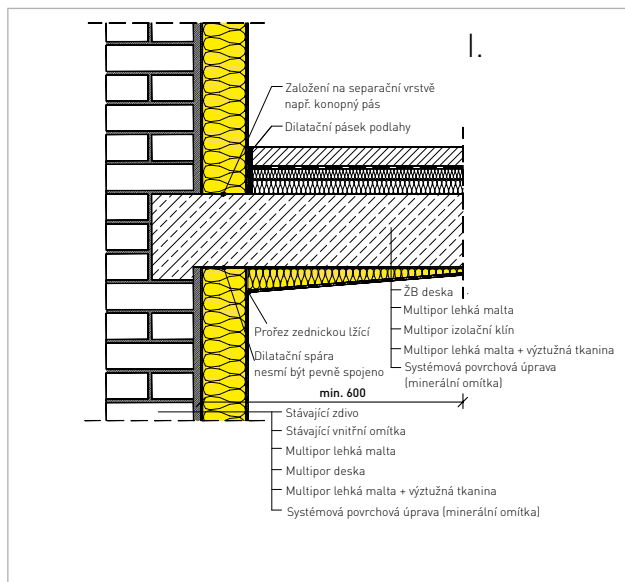 I.
Založení na separační vrstvě
např. konopný pás
Dilatační pásek podlahy
ŽB deska
Multipor lehká malta
Multipor izolační klín
Multipor lehká malta + výztužná tkanina
Systémová povrchová úprava
(minerální omítka)
Prořez zednickou lžící
Dilatační spára
nesmí být pevně spojeno
min. 600
Stávající zdivo
Stávající vnitřní omítka
Multipor lehká malta
Multipor deska
Multipor lehká malta + výztužná tkanina
Systémová povrchová úprava (minerální omítka)